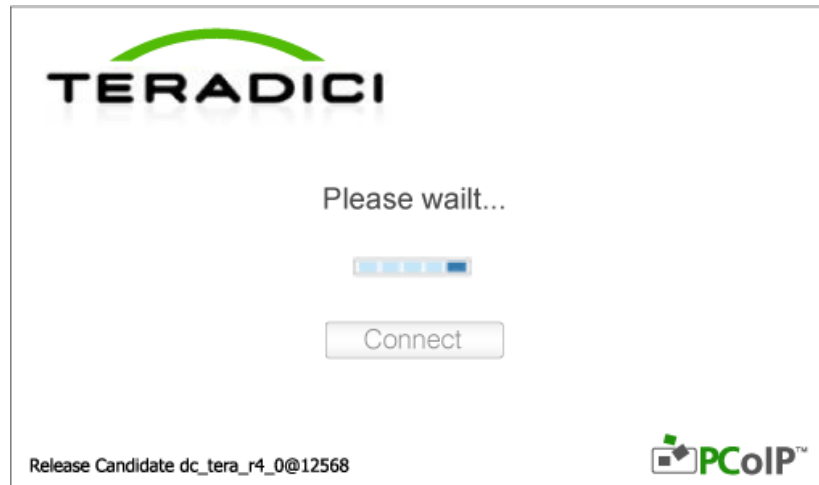 TERADICI
Please wailt...
Connect
Release Candidate dc_tera_r4_0@12568
PCoIP™